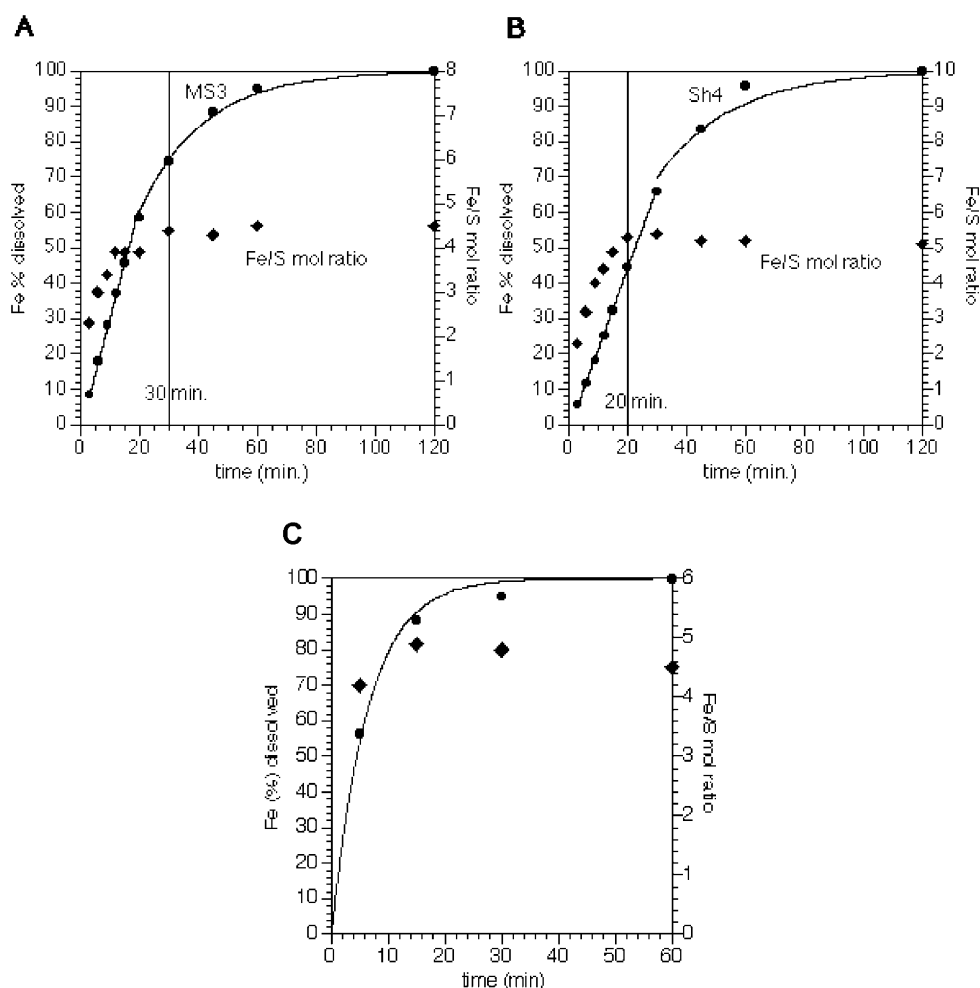 A
B
100
90
80
70
60
50
40
30
20
10
0
Fe % dissolved
MS3
Fe/S mol ratio
30 min.
8
7
6
5
4
3
2
1
0
Fe/S mol ratio
0 20 40 60 80 100 120
time (min.)
100
90
80
70
60
50
40
30
20
10
0
Fe % dissolved
Sh4
Fe/S mol ratio
20 min.
10
9
8
7
6
5
4
3
2
1
0
Fe/S mol ratio
0 20 40 60 80 100 120
time (min.)
C
100
90
80
70
60
50
40
30
20
10
0
Fe (%) dissolved
6
5
4
3
2
1
0
Fe/S mol ratio
0 10 20 30 40 50 60
time (min)